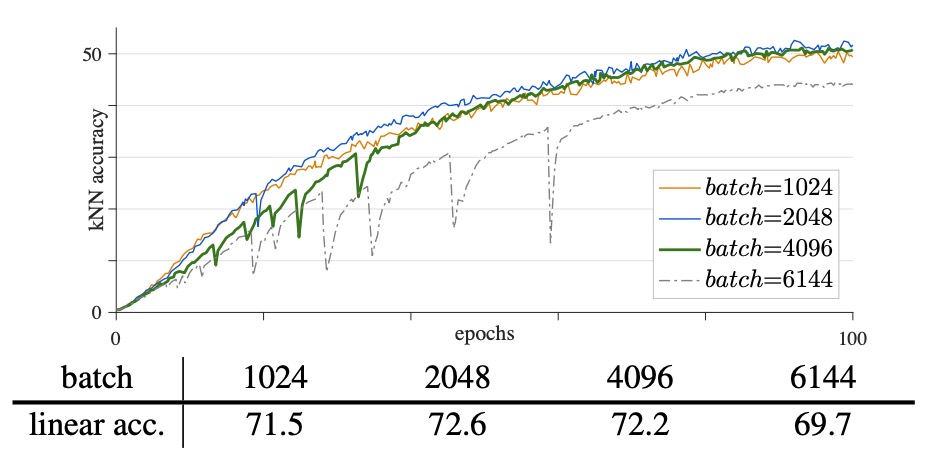 50
kNN accuracy
0
batch=1024
batch=2048
batch=4096
batch=6144
0
epochs
100
batch 1024 2048 4096 6144
linear acc. 71.5 72.6 72.2 69.7